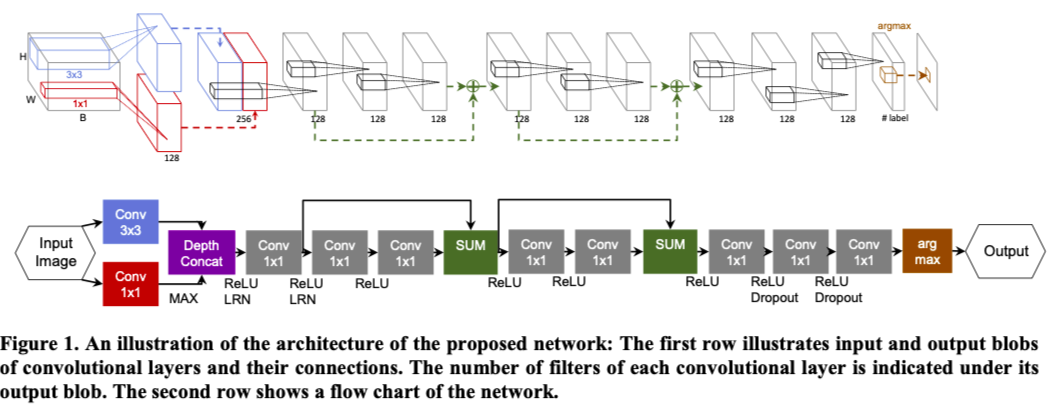 argmax
H
3x3
W
1x1
B
256
128
128
128
128
128
128
128
128
128
# label
128
Conv 3x3
Input Image
Conv 1x1
Depth Concat
MAX
ReLU LRN
Conv 1x1
ReLU LRN
Conv 1x1
ReLU
Conv 1x1
SUM
ReLU
Conv 1x1
ReLU
Conv 1x1
SUM
ReLU
Conv 1x1
ReLU Dropout
Conv 1x1
ReLU Dropout
Conv 1x1
arg max
Output
Figure 1. An illustration of the architecture of the proposed network: The first row illustrates input and output blobs
of convolutional layers and their connections. The number of filters of each convolutional layer is indicated under its
output blob. The second row shows a flow chart of the network.